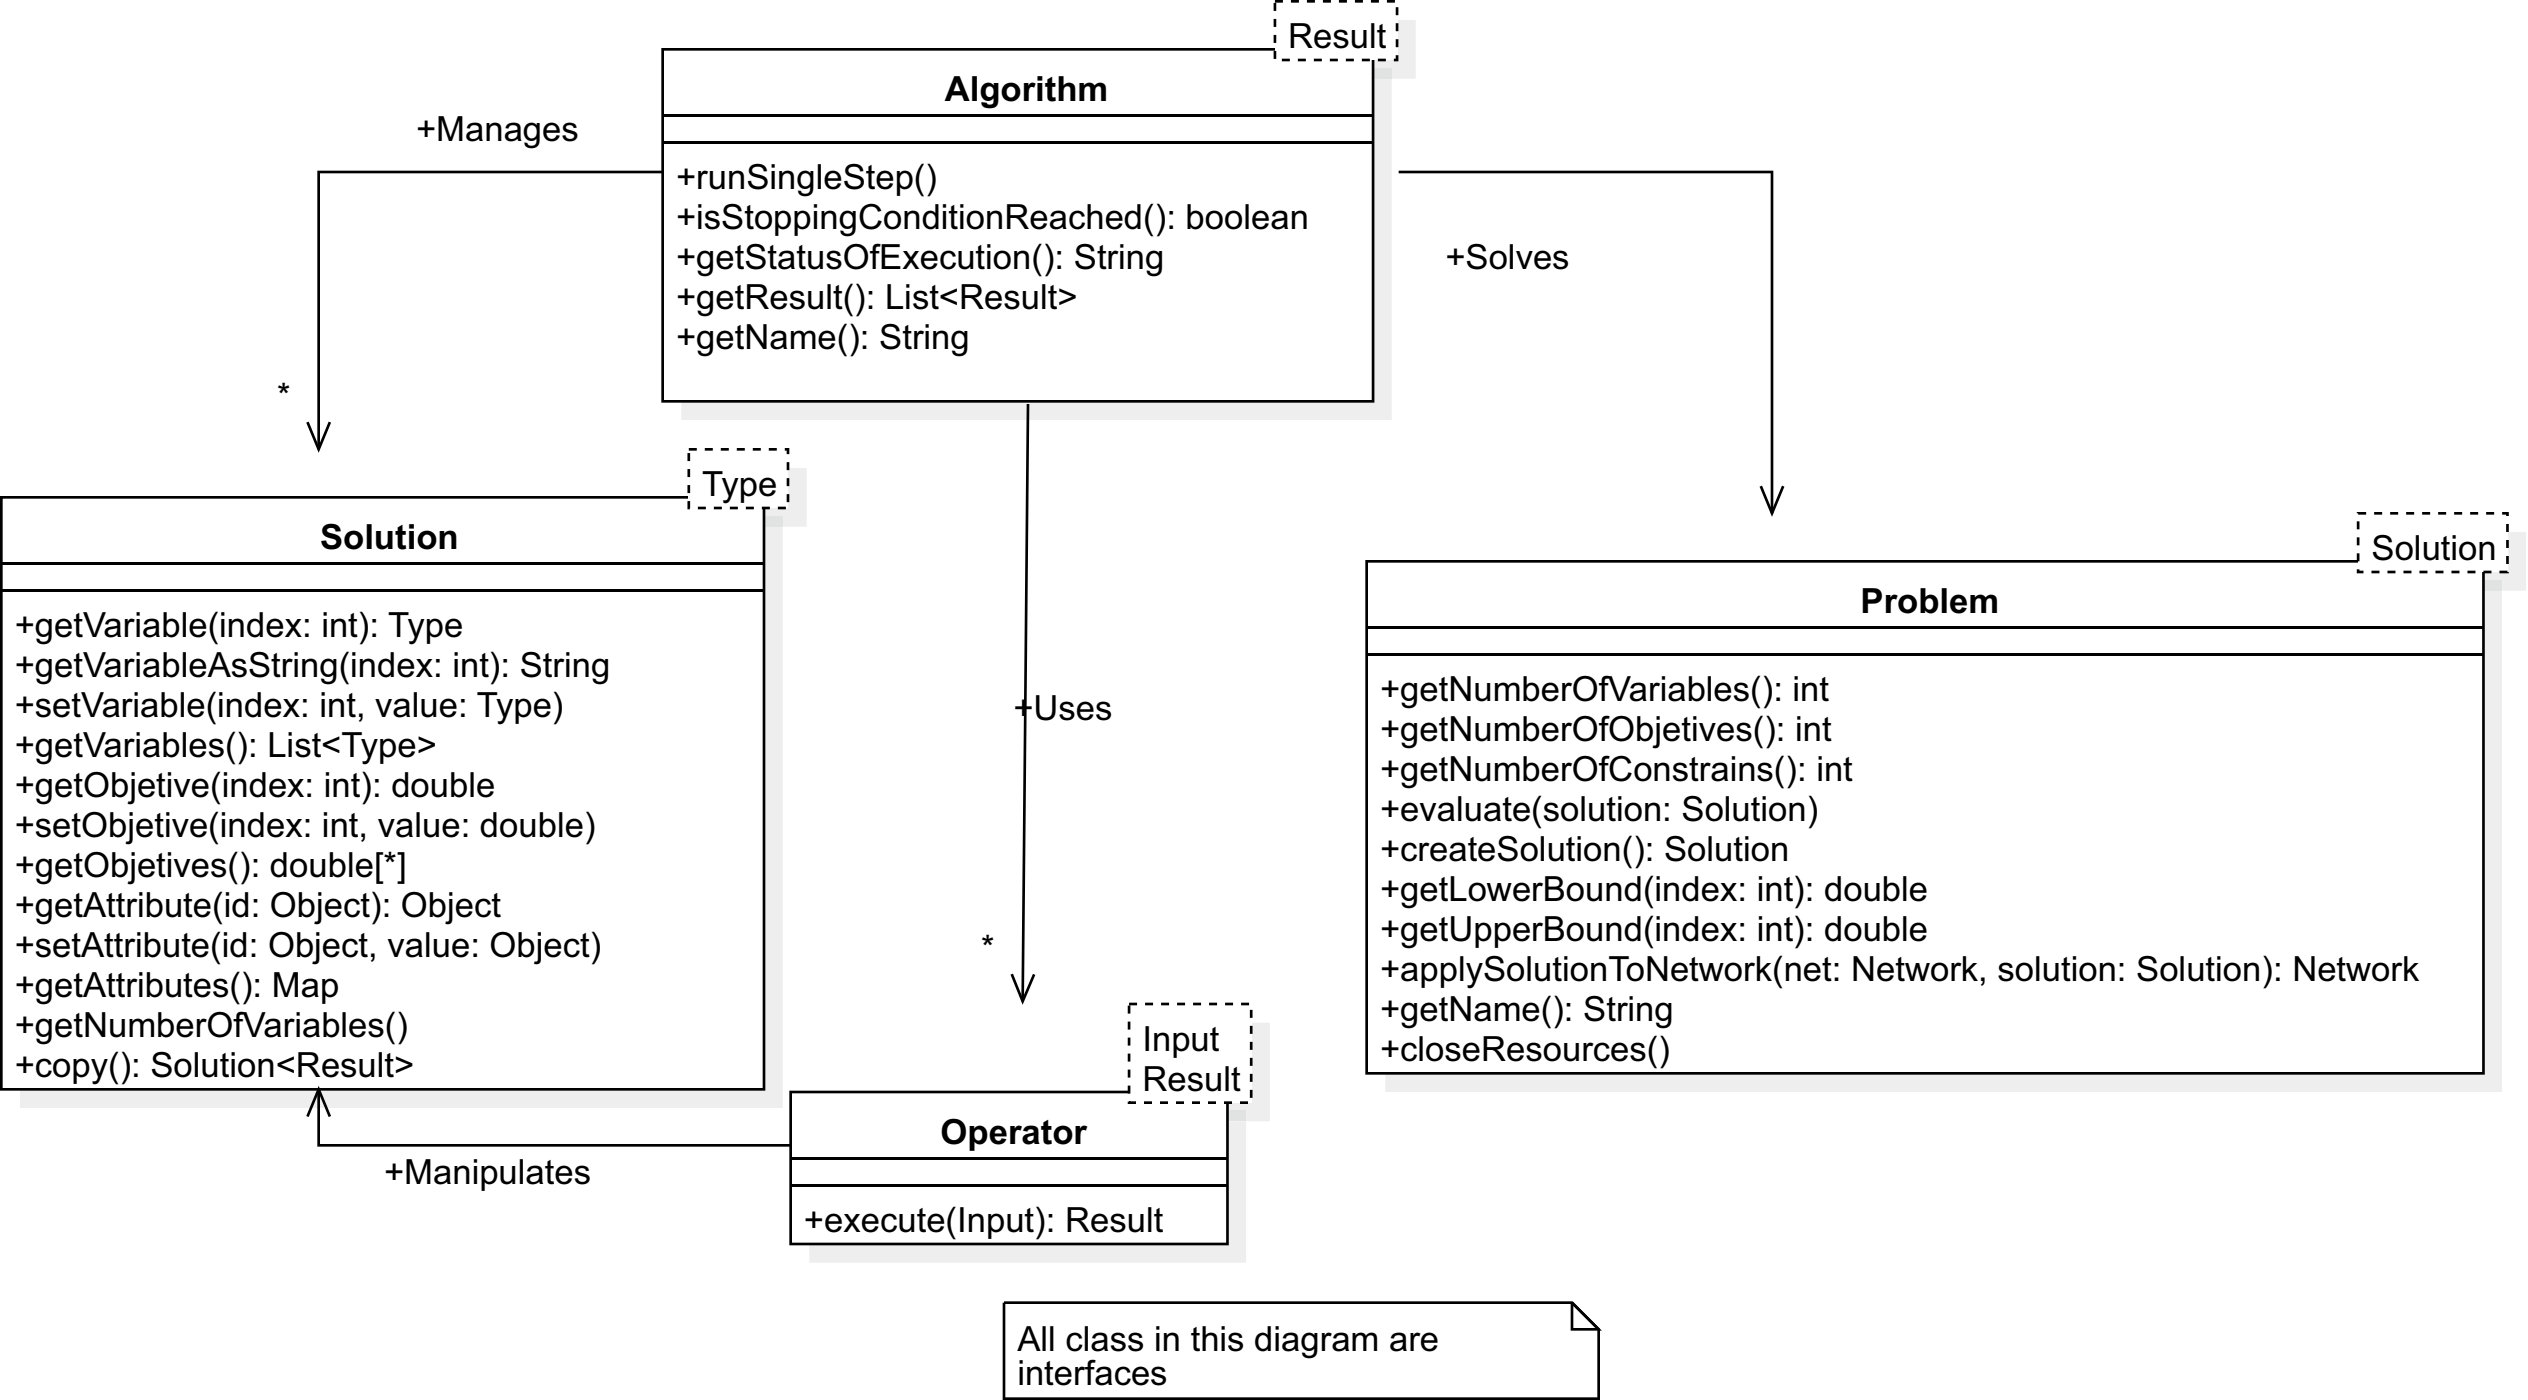 Result
Algorithm
+runSingleStep()
+isStoppingConditionReached(): boolean
+getStatusOfExecution(): String
+getResult(): List<Result>
+getName(): String
+Manages
*
+Solves
+Uses
*
Type
Solution
+getVariable(index: int): Type
+getVariableAsString(index: int): String
+setVariable(index: int, value: Type)
+getVariables(): List<Type>
+getObjetive(index: int): double
+setObjetive(index: int, value: double)
+getObjetives(): double[*]
+getAttribute(id: Object): Object
+setAttribute(id: Object, value: Object)
+getAttributes(): Map
+getNumberOfVariables()
+copy(): Solution<Result>
Solution
Problem
+getNumberOfVariables(): int
+getNumberOfObjetives(): int
+getNumberOfConstrains(): int
+evaluate(solution: Solution)
+createSolution(): Solution
+getLowerBound(index: int): double
+getUpperBound(index: int): double
+applySolutionToNetwork(net: Network, solution: Solution): Network
+getName(): String
+closeResources()
Input
Result
Operator
+execute(Input): Result
+Manipulates
All class in this diagram are
interfaces